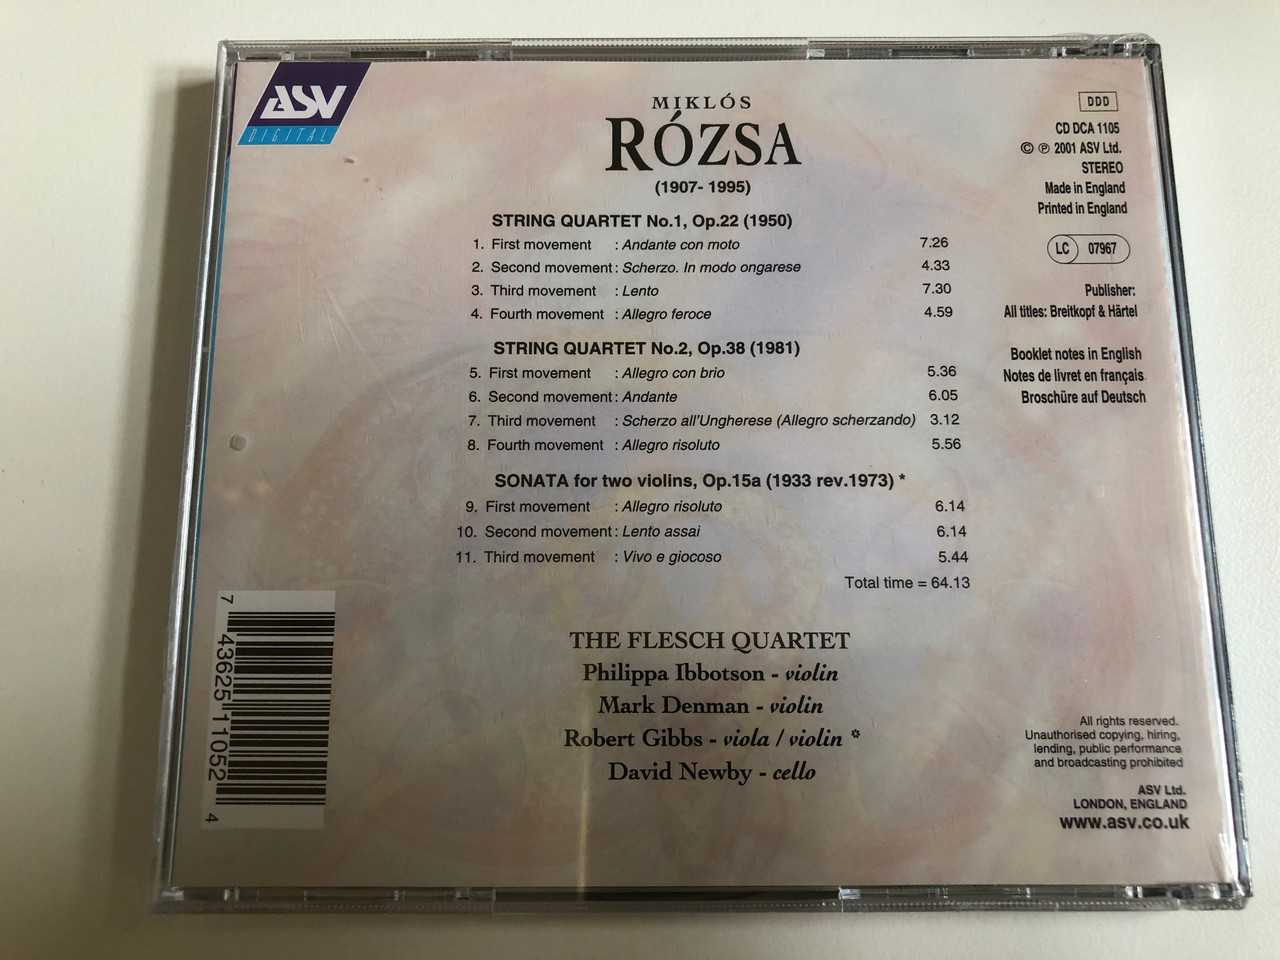 ASV
DIGITAL
MIKLÓS
RÓZSA
(1907- 1995)
STRING QUARTET No.1, Op.22 (1950)
1. First movement : Andante con moto 7.26
2. Second movement : Scherzo. In modo ongarese 4.33
3. Third movement : Lento 7.30
4. Fourth movement : Allegro feroce 4.59
STRING QUARTET No.2, Op.38 (1981)
5. First movement : Allegro con brio 5.36
6. Second movement : Andante 6.05
7. Third movement : Scherzo all'Ungherese (Allegro scherzando) 3.12
8. Fourth movement : Allegro risoluto 5.56
SONATA for two violins, Op.15a (1933 rev.1973) *
9. First movement : Allegro risoluto 6.14
10. Second movement : Lento assai 6.14
11. Third movement : Vivo e giocoso 5.44
Total time = 64.13
THE FLESCH QUARTET
Philippa Ibbotson - violin
Mark Denman - violin
Robert Gibbs - viola / violin *
David Newby - cello
DDD
CD DCA 1105
© ℗ 2001 ASV Ltd.
STEREO
Made in England
Printed in England
LC 07967
Publisher:
All titles: Breitkopf & Härtel
Booklet notes in English
Notes de livret en français
Broschüre auf Deutsch
All rights reserved.
Unauthorised copying, hiring,
lending, public performance
and broadcasting prohibited
ASV Ltd.
LONDON, ENGLAND
www.asv.co.uk
7 43625 11052 4